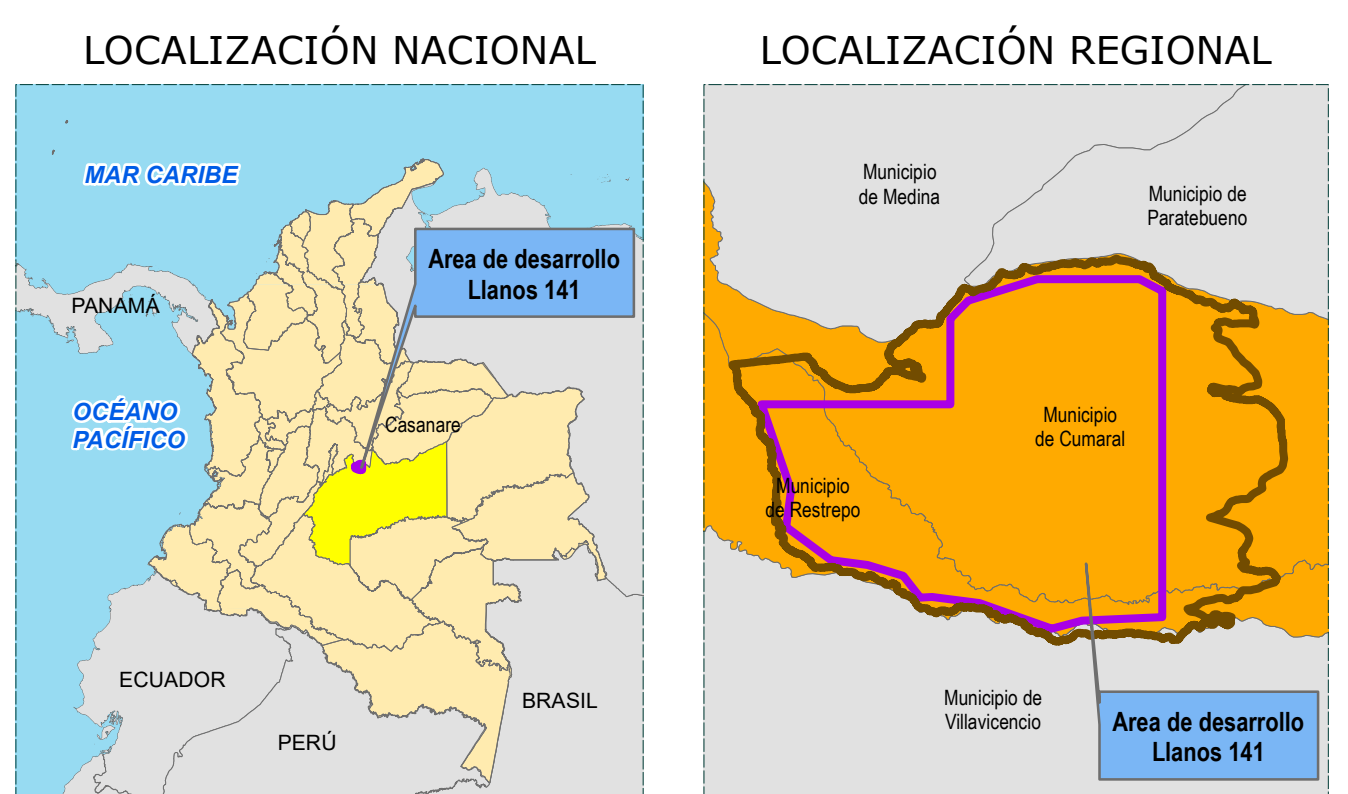 LOCALIZACIÓN NACIONAL
MAR CARIBE
Area de desarrollo
Llanos 141
PANAMÁ
OCÉANO
PACÍFICO
Casanare
ECUADOR
BRASIL
PERÚ
LOCALIZACIÓN REGIONAL
Municipio
de Medina
Municipio de
Paratebueno
Municipio
de Cumaral
Municipio
de Restrepo
Municipio de
Villavicencio
Area de desarrollo
Llanos 141